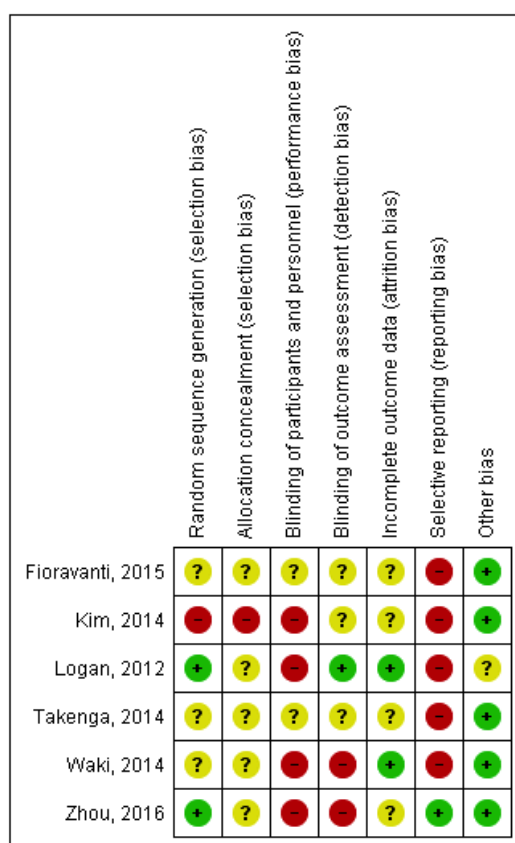 Random sequence generation (selection bias)
Allocation concealment (selection bias)
Blinding of participants and personnel (performance bias)
Blinding of outcome assessment (detection bias)
Incomplete outcome data (attrition bias)
Selective reporting (reporting bias)
Other bias
Fioravanti, 2015 ? ? ? ? ? - +
Kim, 2014 - - - ? ? - +
Logan, 2012 + ? - + + - ?
Takenga, 2014 ? ? ? ? ? - +
Waki, 2014 ? ? - - + - +
Zhou, 2016 + ? - - ? + +